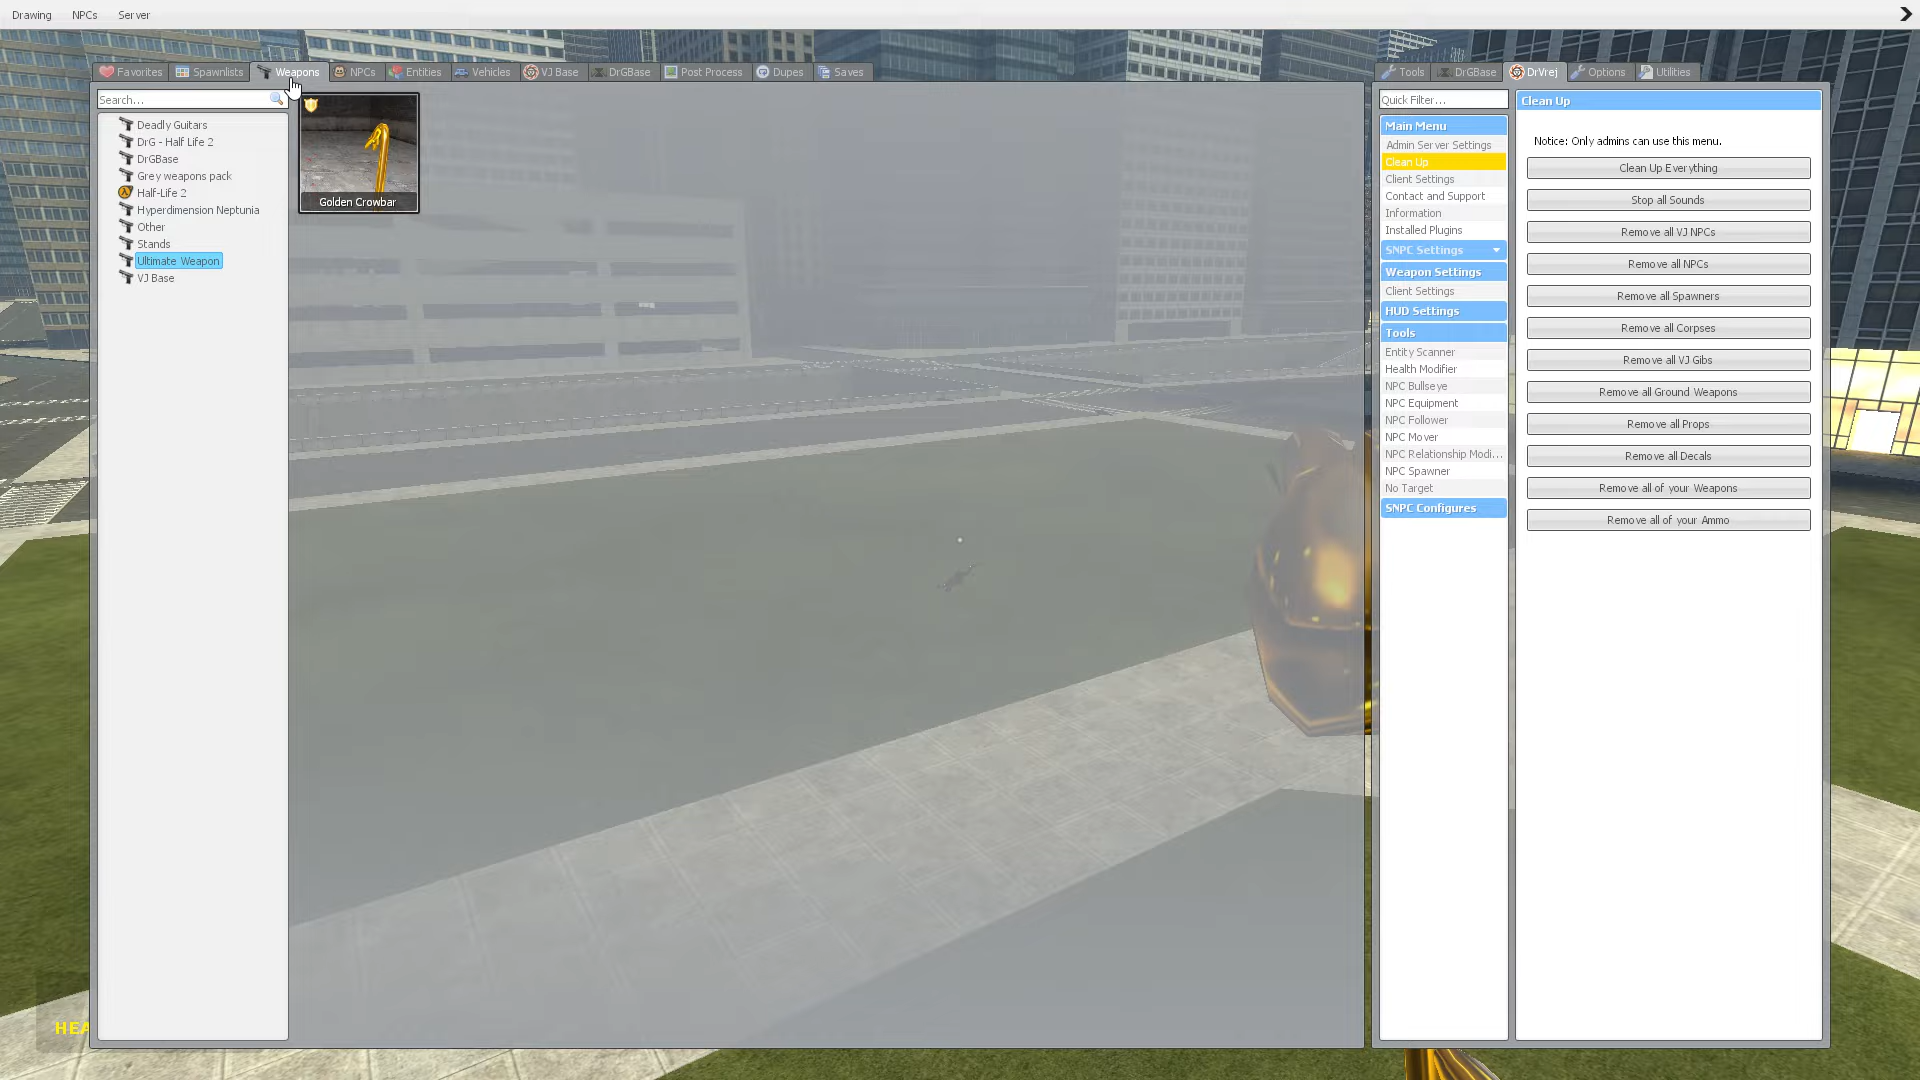 Drawing NPCs Server
Favorites Spawnlists Weapons NPCs Entities Vehicles VJ Base DrGBase Post Process Dupes Saves
Search...
Deadly Guitars
DrG - Half Life 2
DrGBase
Grey weapons pack
Half-Life 2
Hyperdimension Neptunia
Other
Stands
Ultimate Weapon
VJ Base
Golden Crowbar
HEA
Tools DrGBase DrVrej Options Utilities
Quick Filter...
Main Menu
Admin Server Settings
Clean Up
Client Settings
Contact and Support
Information
Installed Plugins
SNPC Settings
Weapon Settings
Client Settings
HUD Settings
Tools
Entity Scanner
Health Modifier
NPC Bullseye
NPC Equipment
NPC Follower
NPC Mover
NPC Relationship Modi...
NPC Spawner
No Target
SNPC Configures
Clean Up
Notice: Only admins can use this menu.
Clean Up Everything
Stop all Sounds
Remove all VJ NPCs
Remove all NPCs
Remove all Spawners
Remove all Corpses
Remove all VJ Gibs
Remove all Ground Weapons
Remove all Props
Remove all Decals
Remove all of your Weapons
Remove all of your Ammo